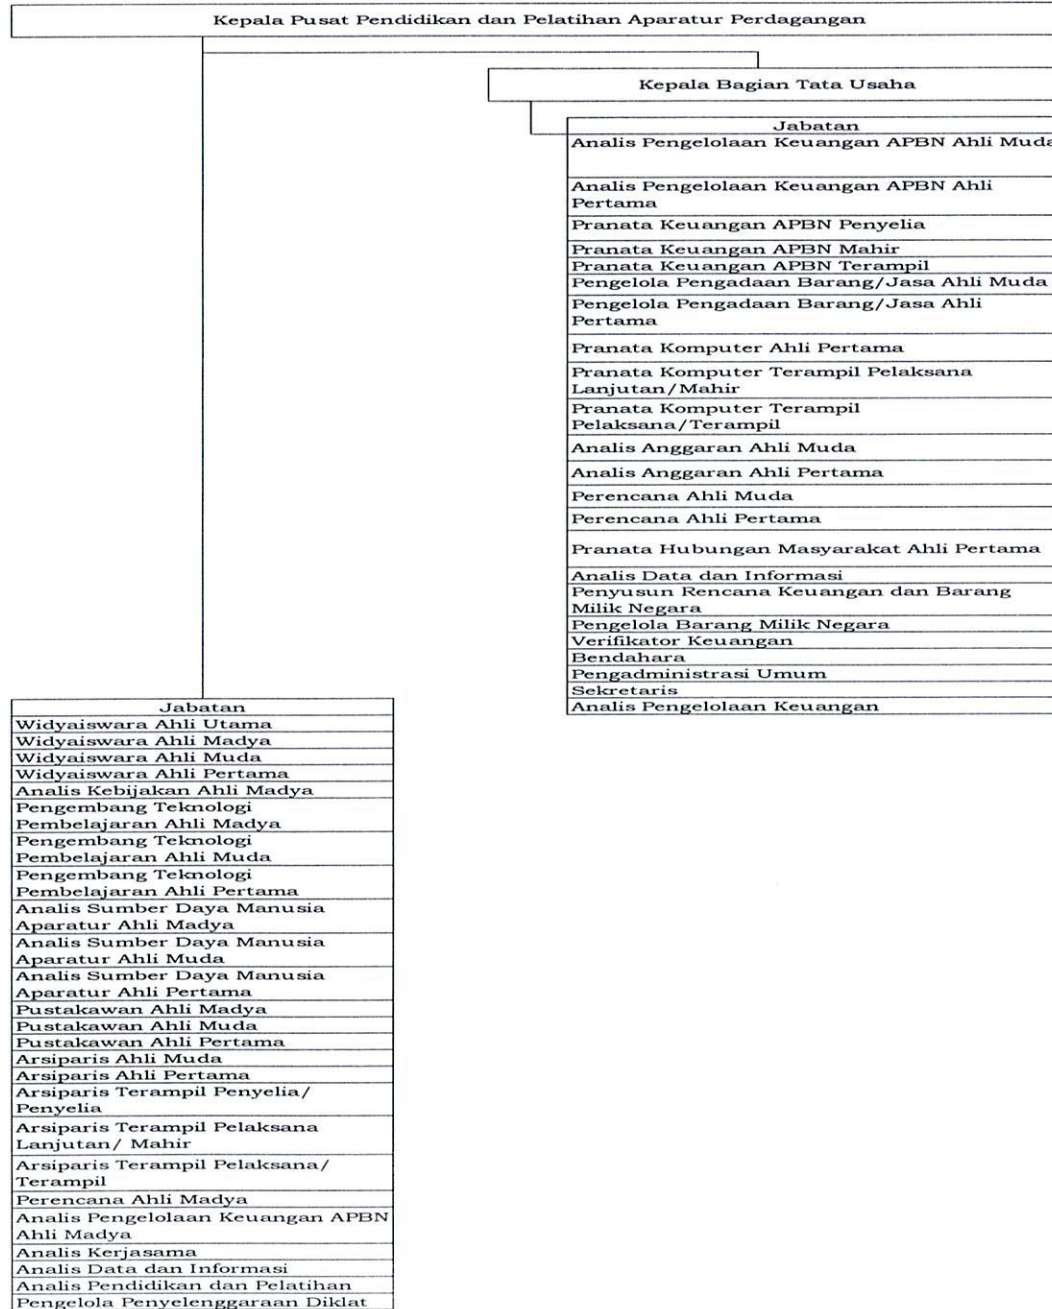 Kepala Pusat Pendidikan dan Pelatihan Aparatur Perdagangan
Kepala Bagian Tata Usaha
Jabatan
Analis Pengelolaan Keuangan APBN Ahli Muda
Analis Pengelolaan Keuangan APBN Ahli
Pertama
Pranata Keuangan APBN Penyelia
Pranata Keuangan APBN Mahir
Pranata Keuangan APBN Terampil
Pengelola Pengadaan Barang/Jasa Ahli Muda
Pengelola Pengadaan Barang/Jasa Ahli
Pertama
Pranata Komputer Ahli Pertama
Pranata Komputer Terampil Pelaksana
Lanjutan/Mahir
Pranata Komputer Terampil
Pelaksana/Terampil
Analis Anggaran Ahli Muda
Analis Anggaran Ahli Pertama
Perencana Ahli Muda
Perencana Ahli Pertama
Pranata Hubungan Masyarakat Ahli Pertama
Analis Data dan Informasi
Penyusun Rencana Keuangan dan Barang
Milik Negara
Pengelola Barang Milik Negara
Verifikator Keuangan
Bendahara
Pengadministrasi Umum
Sekretaris
Analis Pengelolaan Keuangan
Jabatan
Widyaiswara Ahli Utama
Widyaiswara Ahli Madya
Widyaiswara Ahli Muda
Widyaiswara Ahli Pertama
Analis Kebijakan Ahli Madya
Pengembang Teknologi
Pembelajaran Ahli Madya
Pengembang Teknologi
Pembelajaran Ahli Muda
Pengembang Teknologi
Pembelajaran Ahli Pertama
Analis Sumber Daya Manusia
Aparatur Ahli Madya
Analis Sumber Daya Manusia
Aparatur Ahli Muda
Analis Sumber Daya Manusia
Aparatur Ahli Pertama
Pustakawan Ahli Madya
Pustakawan Ahli Muda
Pustakawan Ahli Pertama
Arsiparis Ahli Muda
Arsiparis Ahli Pertama
Arsiparis Terampil Penyelia/
Penyelia
Arsiparis Terampil Pelaksana
Lanjutan/ Mahir
Arsiparis Terampil Pelaksana/
Terampil
Perencana Ahli Madya
Analis Pengelolaan Keuangan APBN
Ahli Madya
Analis Kerjasama
Analis Data dan Informasi
Analis Pendidikan dan Pelatihan
Pengelola Penyelenggaraan Diklat